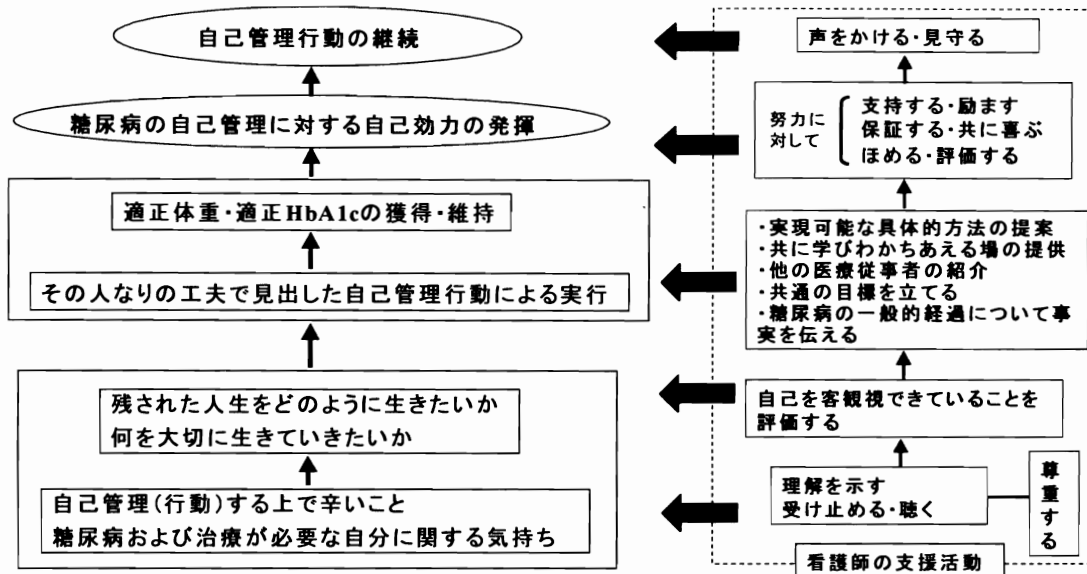 自己管理行動の継続
糖尿病の自己管理に対する自己効力の発揮
適正体重・適正HbA1cの獲得・維持
その人なりの工夫で見出した自己管理行動による実行
残された人生をどのように生きたいか
何を大切に生きていきたいか
自己管理(行動)する上で辛いこと
糖尿病および治療が必要な自分に関する気持ち
声をかける・見守る
努力に
対して
支持する・励ます
保証する・共に喜ぶ
ほめる・評価する
・実現可能な具体的方法の提案
・共に学びわかちあえる場の提供
・他の医療従事者の紹介
・共通の目標を立てる
・糖尿病の一般的経過について事
実を伝える
自己を客観視できていることを
評価する
理解を示す
受け止める・聴く
尊重する
看護師の支援活動